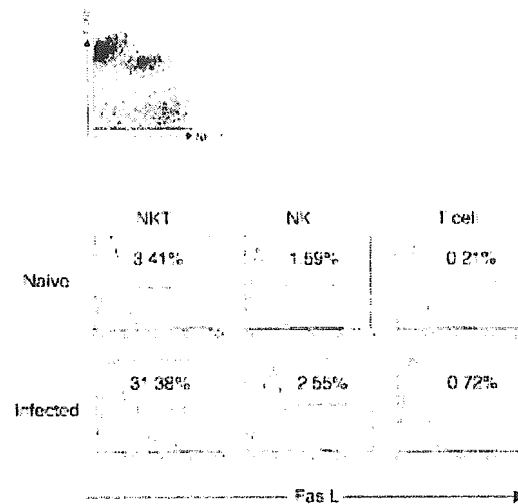 NKT NK T cell
Naive 3.41% 1.59% 0.21%
Infected 31.38% 2.55% 0.72%
Fas L